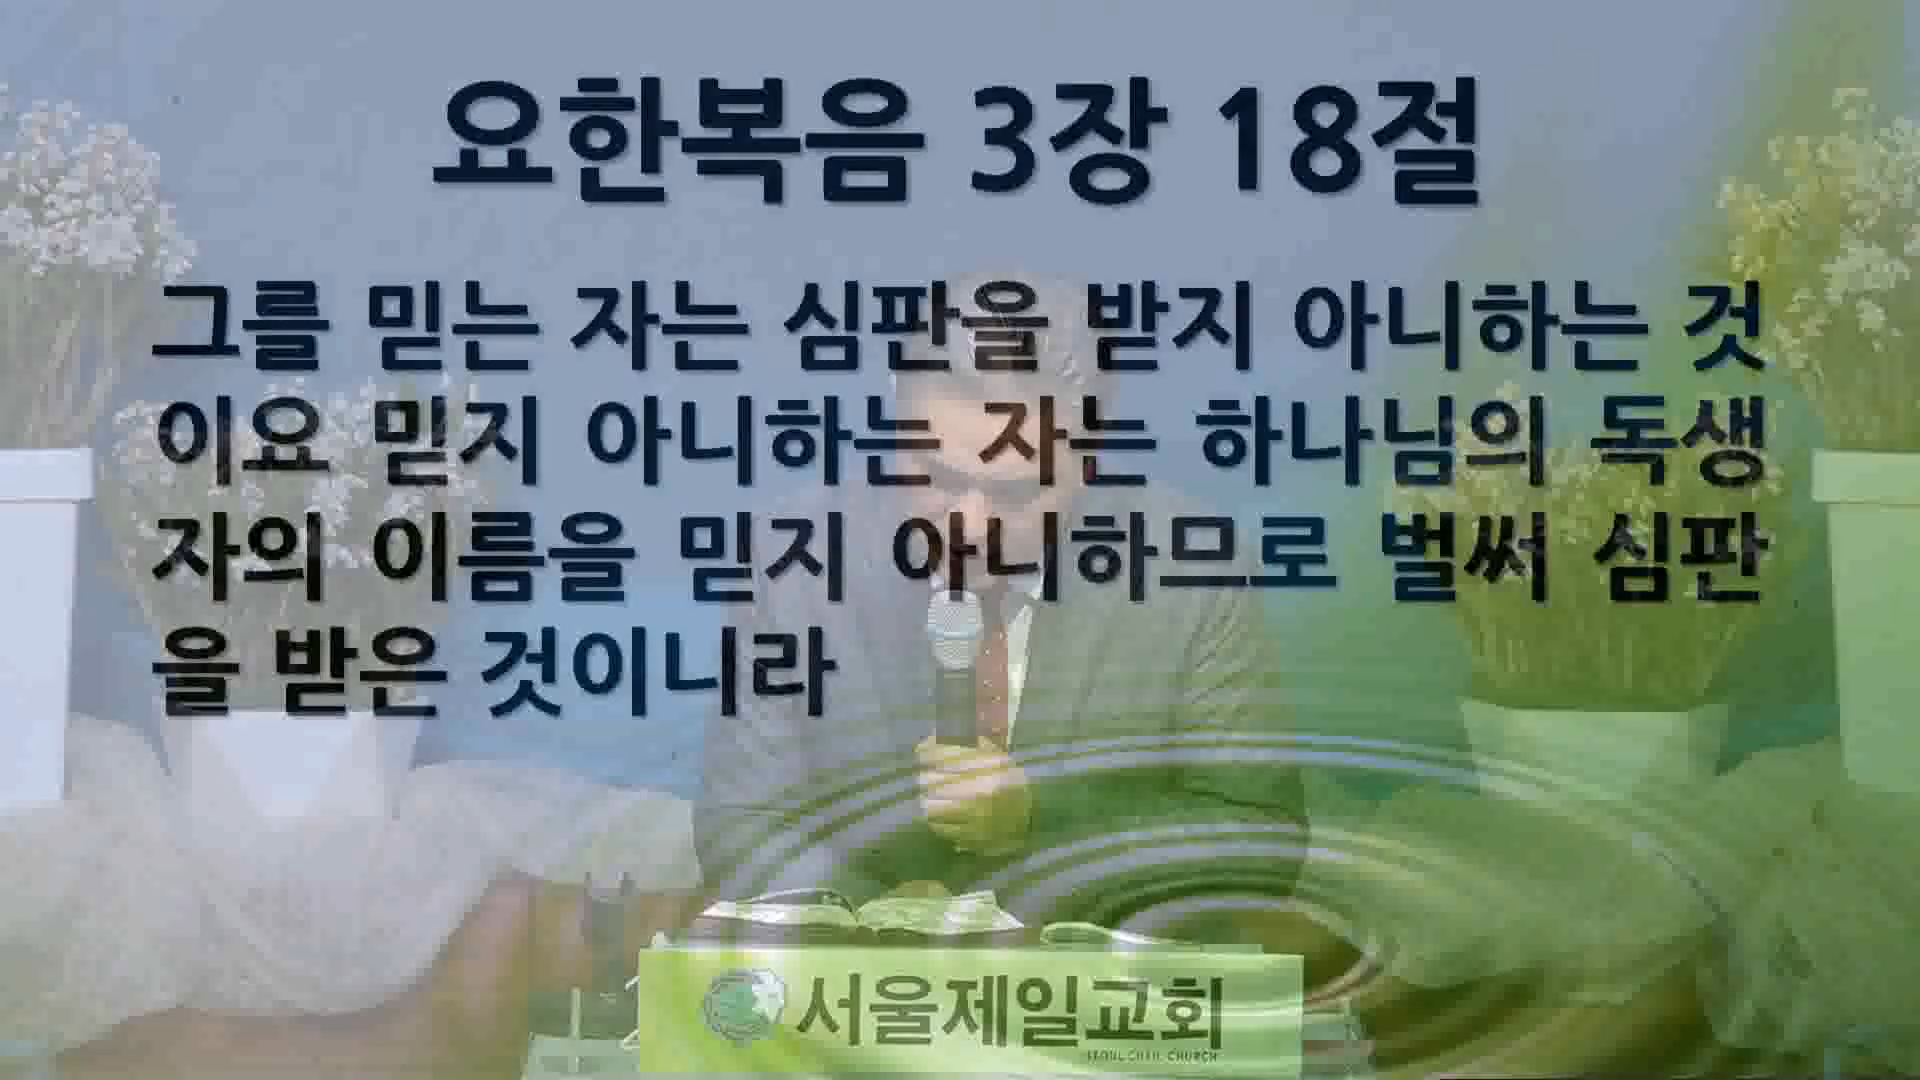 요한복음 3장 18절
그를 믿는 자는 심판을 받지 아니하는 것
이요 믿지 아니하는 자는 하나님의 독생
자의 이름을 믿지 아니하므로 벌써 심판
을 받은 것이니라
서울제일교회
CHURCH